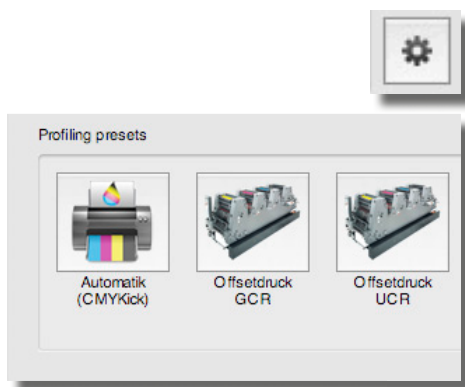 Profiling presets
Automatik
(CMYKick)
Offsetdruck
GCR
Offsetdruck
UCR